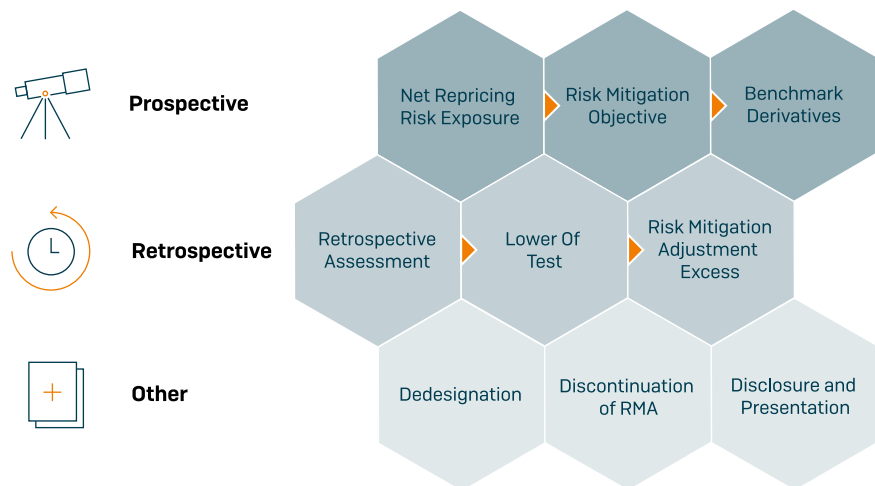 Prospective
Net Repricing
Risk Exposure
Risk Mitigation
Objective
Benchmark
Derivatives
Retrospective
Retrospective
Assessment
Lower Of
Test
Risk Mitigation
Adjustment
Excess
Other
Dedesignation
Discontinuation
of RMA
Disclosure and
Presentation